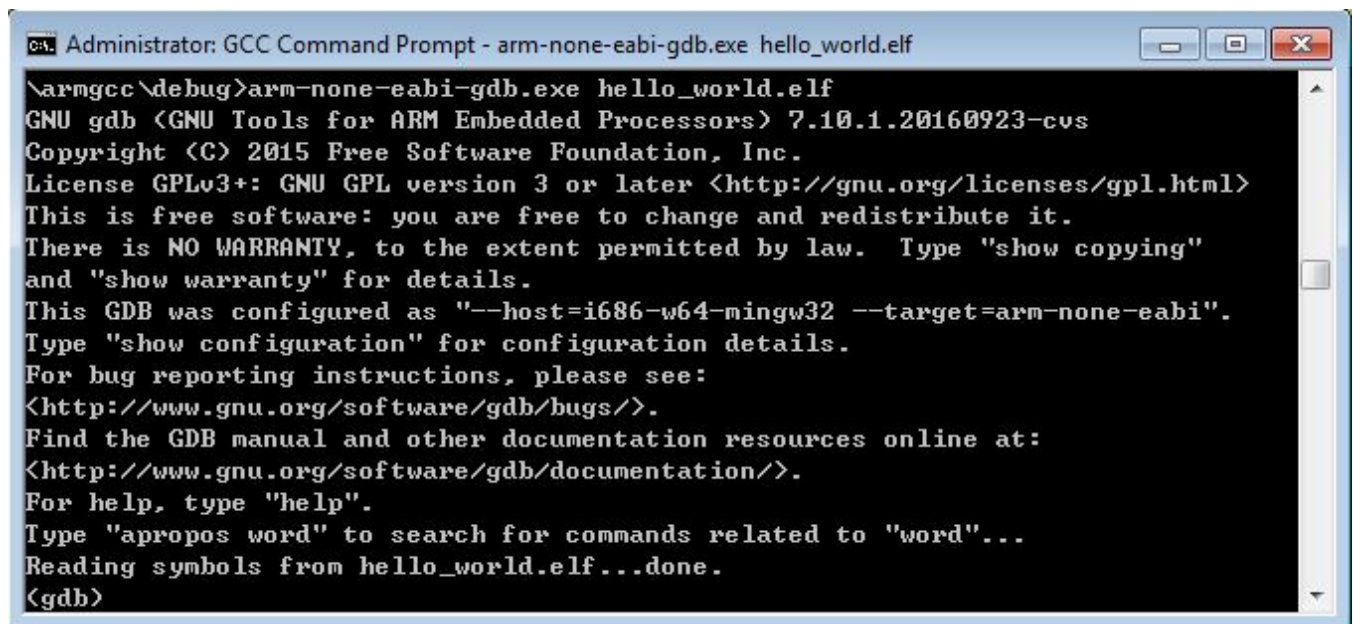 Administrator: GCC Command Prompt - arm-none-eabi-gdb.exe hello_world.elf
\armgcc\debug>arm-none-eabi-gdb.exe hello_world.elf
GNU gdb (GNU Tools for ARM Embedded Processors) 7.10.1.20160923-cvs
Copyright (C) 2015 Free Software Foundation, Inc.
License GPLv3+: GNU GPL version 3 or later <http://gnu.org/licenses/gpl.html>
This is free software: you are free to change and redistribute it.
There is NO WARRANTY, to the extent permitted by law.  Type "show copying"
and "show warranty" for details.
This GDB was configured as "--host=i686-w64-mingw32 --target=arm-none-eabi".
Type "show configuration" for configuration details.
For bug reporting instructions, please see:
<http://www.gnu.org/software/gdb/bugs/>.
Find the GDB manual and other documentation resources online at:
<http://www.gnu.org/software/gdb/documentation/>.
For help, type "help".
Type "apropos word" to search for commands related to "word"...
Reading symbols from hello_world.elf...done.
(gdb)